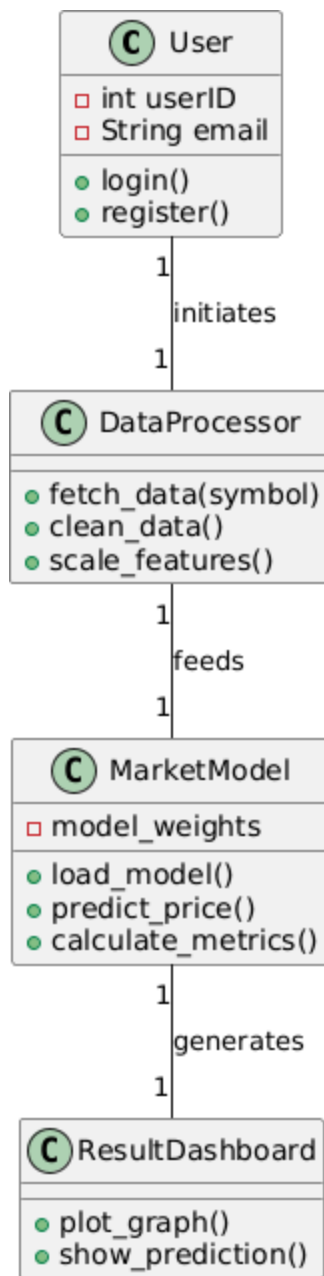 C User
int userID
String email
login()
register()
1
initiates
1
C DataProcessor
fetch_data(symbol)
clean_data()
scale_features()
1
feeds
1
C MarketModel
model_weights
load_model()
predict_price()
calculate_metrics()
1
generates
1
C ResultDashboard
plot_graph()
show_prediction()